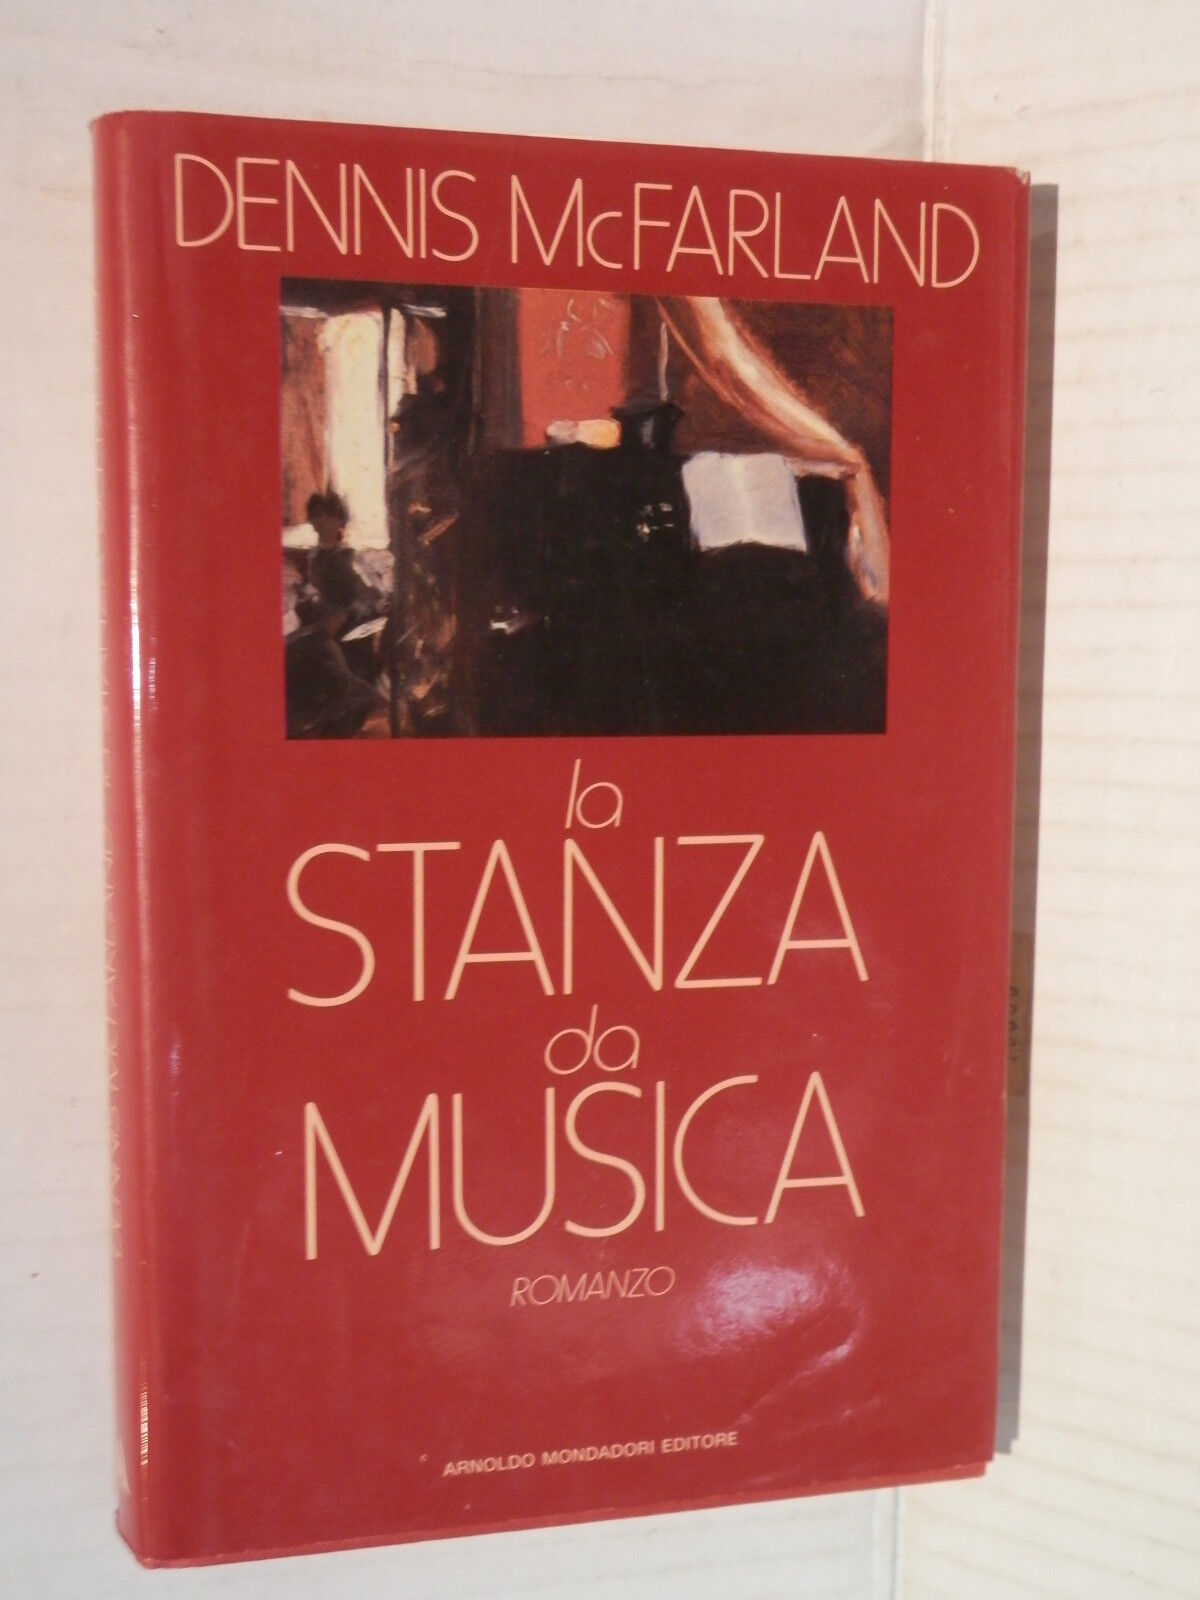 DENNIS McFARLAND
la
STANZA
da
MUSICA
ROMANZO
ARNOLDO MONDADORI EDITORE